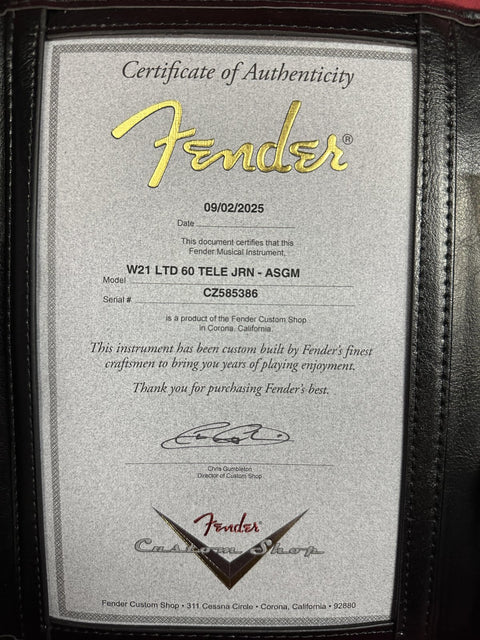 Certificate of Authenticity
Fender®
09/02/2025
Date
This document certifies that this
Fender Musical Instrument,
W21 LTD 60 TELE JRN - ASGM
Model
CZ585386
Serial #
is a product of the Fender Custom Shop
in Corona, California.
This instrument has been custom built by Fender's finest
craftsmen to bring you years of playing enjoyment.
Thank you for purchasing Fender's best.
Chris Gumbleton
Director of Custom Shop
Fender
Custom Shop
Fender Custom Shop • 311 Cessna Circle • Corona, California • 92880